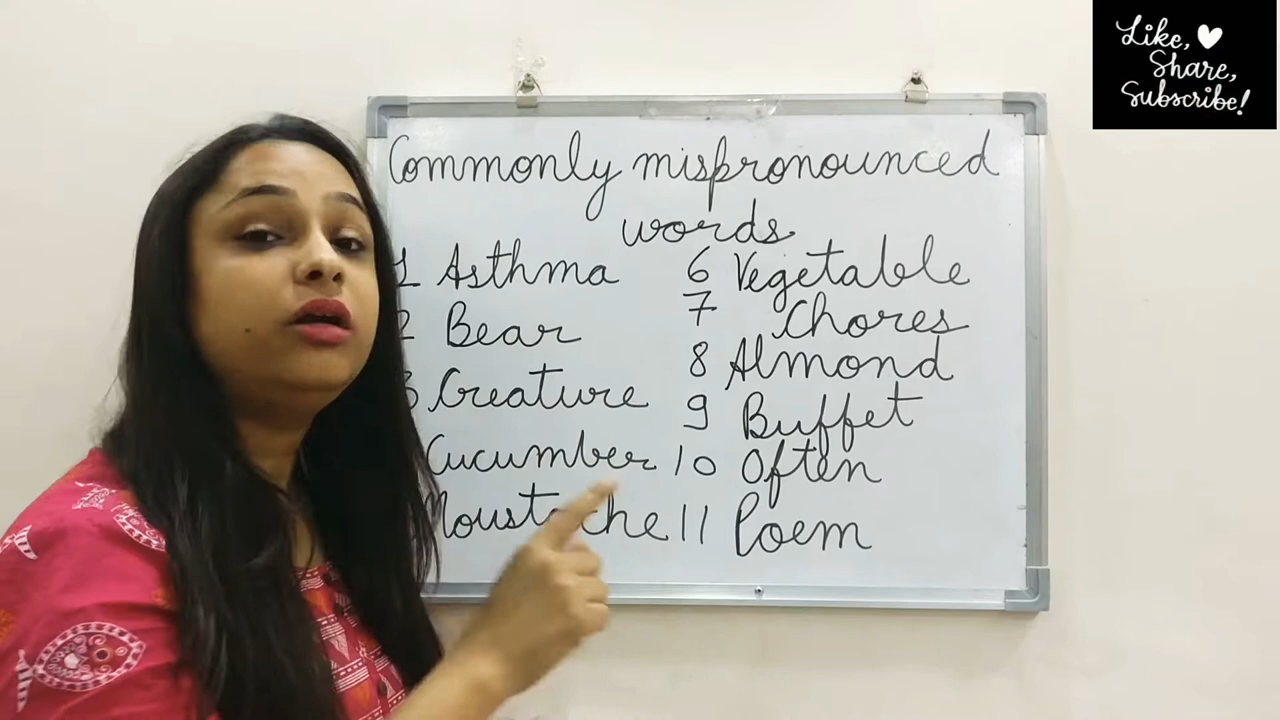 Like,
Share,
Subscribe!
Commonly mispronounced
words.
1 Asthma
2 Bear
3 Creature
Cucumber
Moustache
6 Vegetable
7 Chores
8 Almond
9 Buffet
10 Often
11 Poem